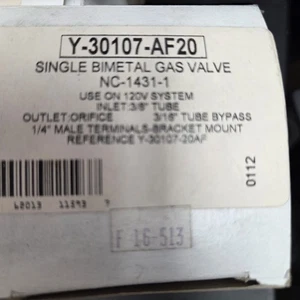 Y-30107-AF20
SINGLE BIMETAL GAS VALVE
NC-1431-1
USE ON 120V SYSTEM
INLET:3/8" TUBE
OUTLET:ORIFICE 3/16" TUBE BYPASS
1/4" MALE TERMINALS-BRACKET MOUNT
REFERENCE Y-30107-20AF
0112
F 16-513